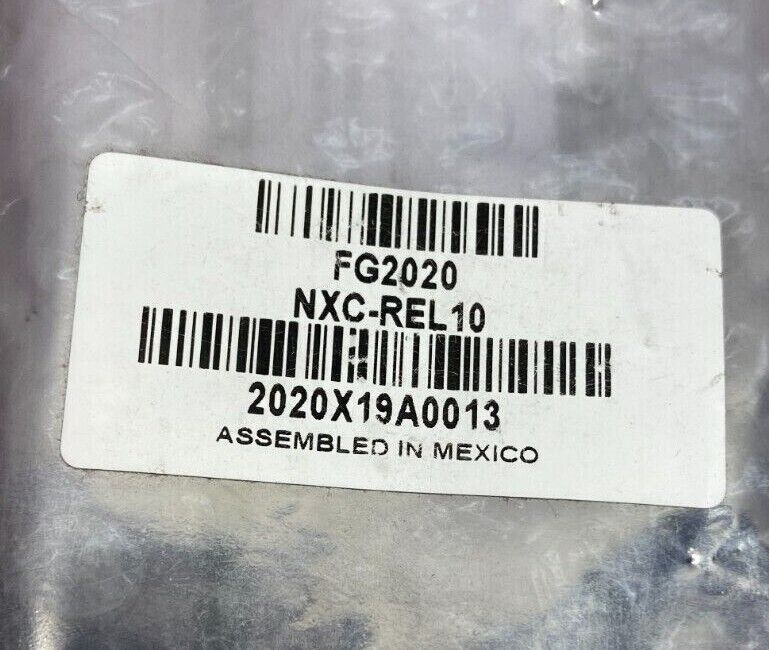 FG2020
NXC-REL10
2020X19A0013
ASSEMBLED IN MEXICO